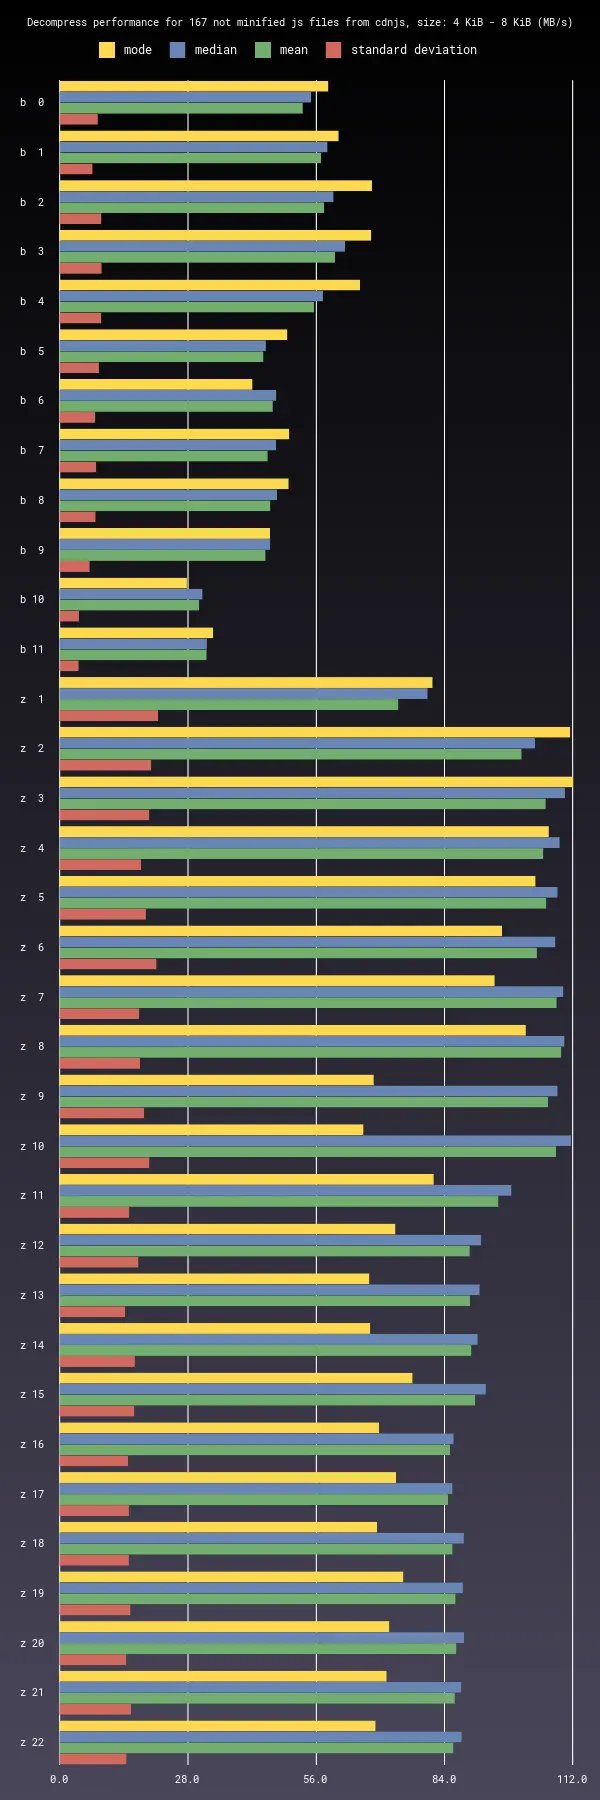 Decompress performance for 167 not minified js files from cdnjs, size: 4 KiB - 8 KiB (MB/s)
mode median mean standard deviation
b 0
b 1
b 2
b 3
b 4
b 5
b 6
b 7
b 8
b 9
b 10
b 11
z 1
z 2
z 3
z 4
z 5
z 6
z 7
z 8
z 9
z 10
z 11
z 12
z 13
z 14
z 15
z 16
z 17
z 18
z 19
z 20
z 21
z 22
0.0 28.0 56.0 84.0 112.0